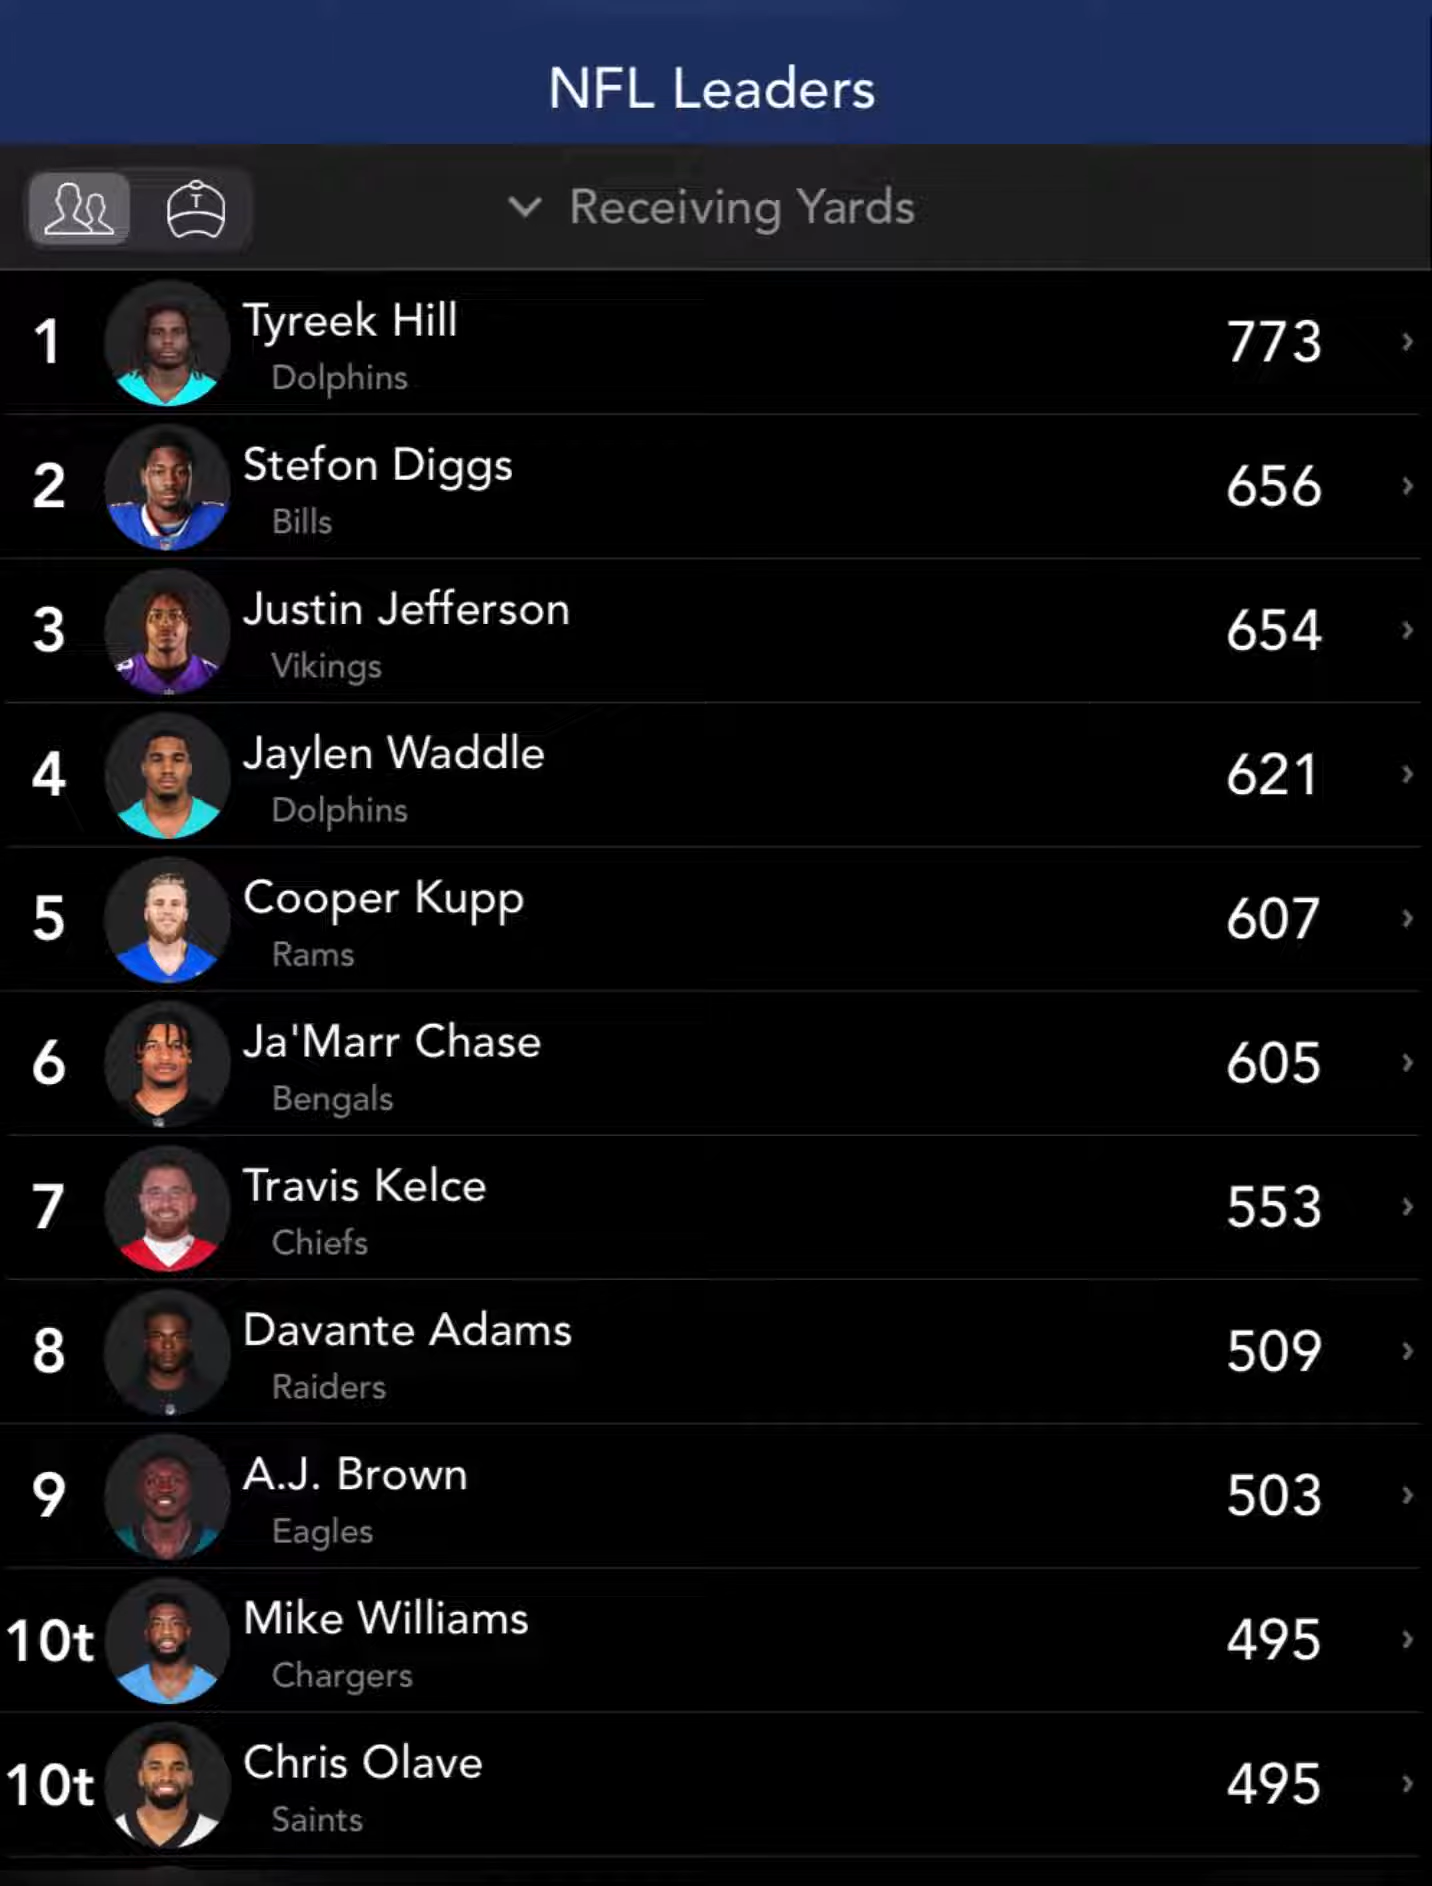 NFL Leaders
T
Receiving Yards
1
Tyreek Hill
Dolphins
773
2
Stefon Diggs
Bills
656
3
Justin Jefferson
Vikings
654
4
Jaylen Waddle
Dolphins
621
5
Cooper Kupp
Rams
607
6
Ja'Marr Chase
Bengals
605
7
Travis Kelce
Chiefs
553
8
Davante Adams
Raiders
509
9
A.J. Brown
Eagles
503
10t
Mike Williams
Chargers
495
10t
Chris Olave
Saints
495